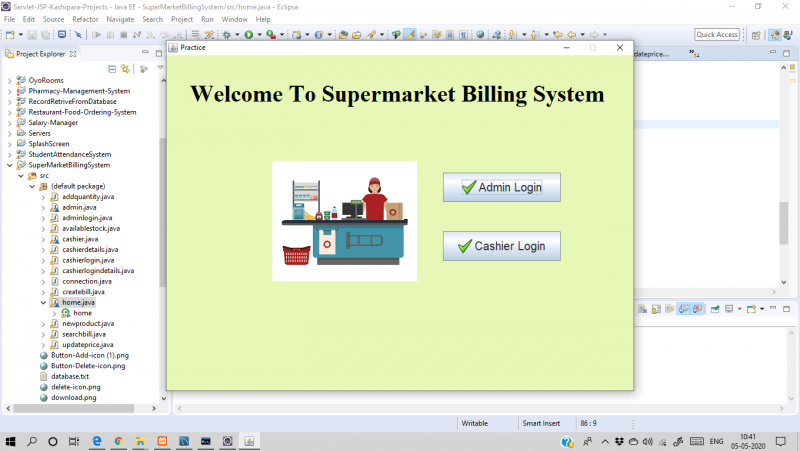 Servlet-JSP-Kashipara-Projects - Java EE - SuperMarketBillingSystem/src/home.java - Eclipse
File Edit Source Refactor Navigate Search Project Run Window Help
Quick Access
Project Explorer
OyoRooms
Pharmacy-Management-System
RecordRetriveFromDatabase
Restaurant-Food-Ordering-System
Salary-Manager
Servers
SplashScreen
StudentAttendanceSystem
SuperMarketBillingSystem
src
(default package)
addquantity.java
admin.java
adminlogin.java
availablestock.java
cashier.java
cashierdetails.java
cashierlogin.java
cashierlogindetails.java
connection.java
createbill.java
home.java
home
newproduct.java
searchbill.java
updateprice.java
Button-Add-icon (1).png
Button-Delete-icon.png
database.txt
delete-icon.png
download.png
Practice
Welcome To Supermarket Billing System
Admin Login
Cashier Login
dateprice....
Writable
Smart Insert
86 : 9
ENG
10:41
05-05-2020